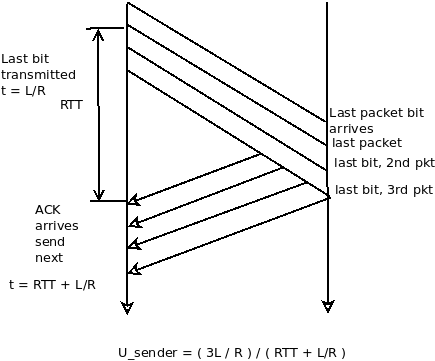 Last bit
transmitted
t = L/R
RTT
Last packet bit
arrives
last packet
last bit, 2nd pkt
last bit, 3rd pkt
ACK
arrives
send
next
t = RTT + L/R
U_sender = ( 3L / R ) / ( RTT + L/R )